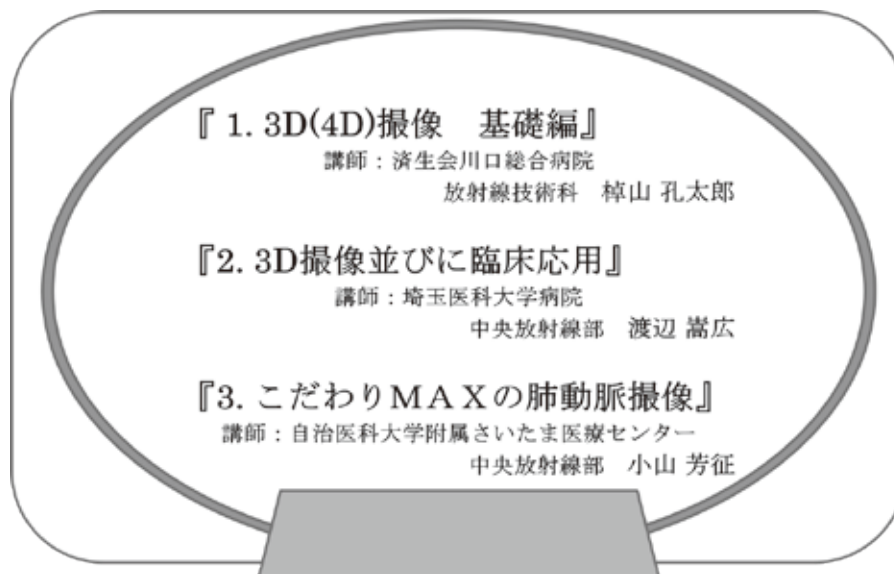 『 1. 3D(4D)撮像　基礎編』
講師：済生会川口総合病院
放射線技術科　棹山 孔太郎
『2. 3D撮像並びに臨床応用』
講師：埼玉医科大学病院
中央放射線部　渡辺 嵩広
『3. こだわりＭＡＸの肺動脈撮像』
講師：自治医科大学附属さいたま医療センター
中央放射線部　小山 芳征